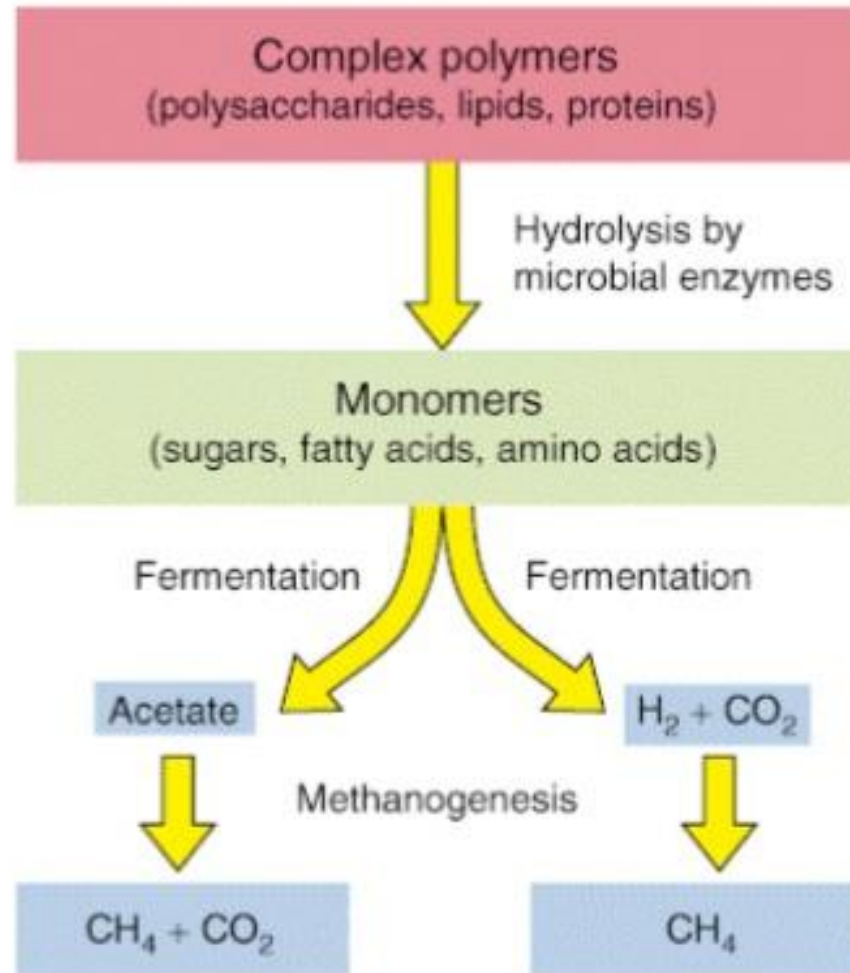 Complex polymers
(polysaccharides, lipids, proteins)
Hydrolysis by
microbial enzymes
Monomers
(sugars, fatty acids, amino acids)
Fermentation Fermentation
Acetate H₂ + CO₂
Methanogenesis
CH₄ + CO₂ CH₄